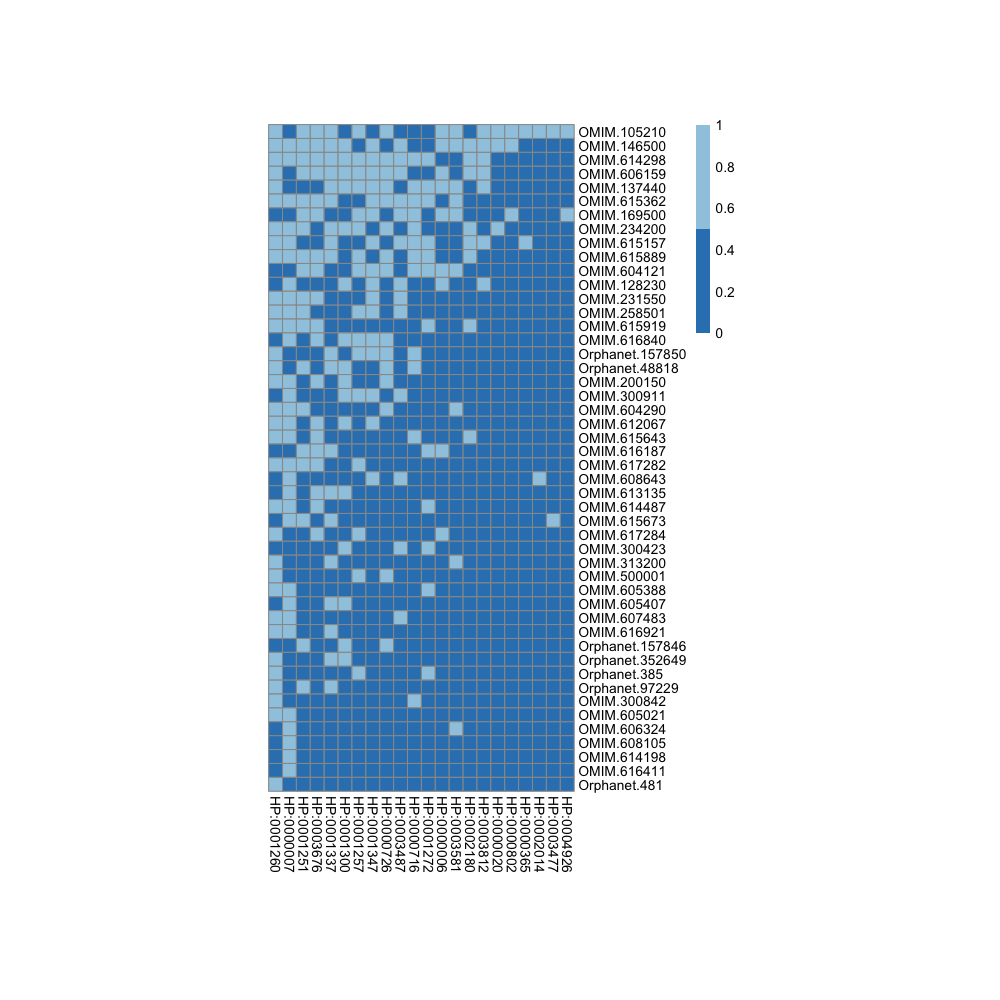 OMIM.105210
OMIM.146500
OMIM.614298
OMIM.606159
OMIM.137440
OMIM.615362
OMIM.169500
OMIM.234200
OMIM.615157
OMIM.615889
OMIM.604121
OMIM.128230
OMIM.231550
OMIM.258501
OMIM.615919
OMIM.616840
Orphanet.157850
Orphanet.48818
OMIM.200150
OMIM.300911
OMIM.604290
OMIM.612067
OMIM.615643
OMIM.616187
OMIM.617282
OMIM.608643
OMIM.613135
OMIM.614487
OMIM.615673
OMIM.617284
OMIM.300423
OMIM.313200
OMIM.500001
OMIM.605388
OMIM.605407
OMIM.607483
OMIM.616921
Orphanet.157846
Orphanet.352649
Orphanet.385
Orphanet.97229
OMIM.300842
OMIM.605021
OMIM.606324
OMIM.608105
OMIM.614198
OMIM.616411
Orphanet.481
1
0.8
0.6
0.4
0.2
0
HP:0001260
HP:0000007
HP:0001251
HP:0003676
HP:0001337
HP:0001300
HP:0001257
HP:0001347
HP:0000726
HP:0003487
HP:0000716
HP:0001272
HP:0000006
HP:0003581
HP:0002180
HP:0003812
HP:0000020
HP:0000802
HP:0000365
HP:0002014
HP:0003477
HP:0004926